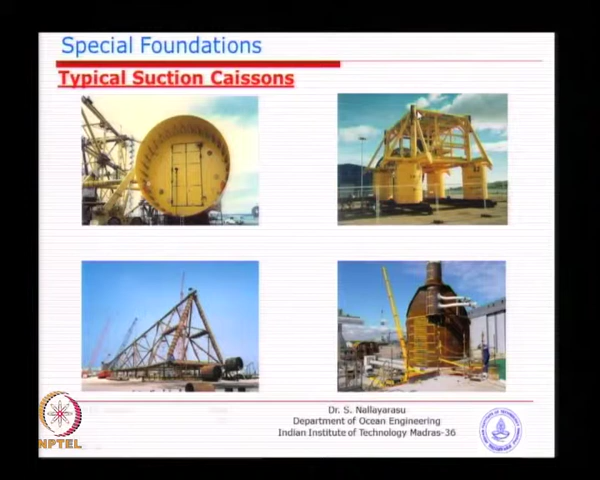 Special Foundations
Typical Suction Caissons
Dr. S. Nallayarasu
Department of Ocean Engineering
Indian Institute of Technology Madras-36
NPTEL